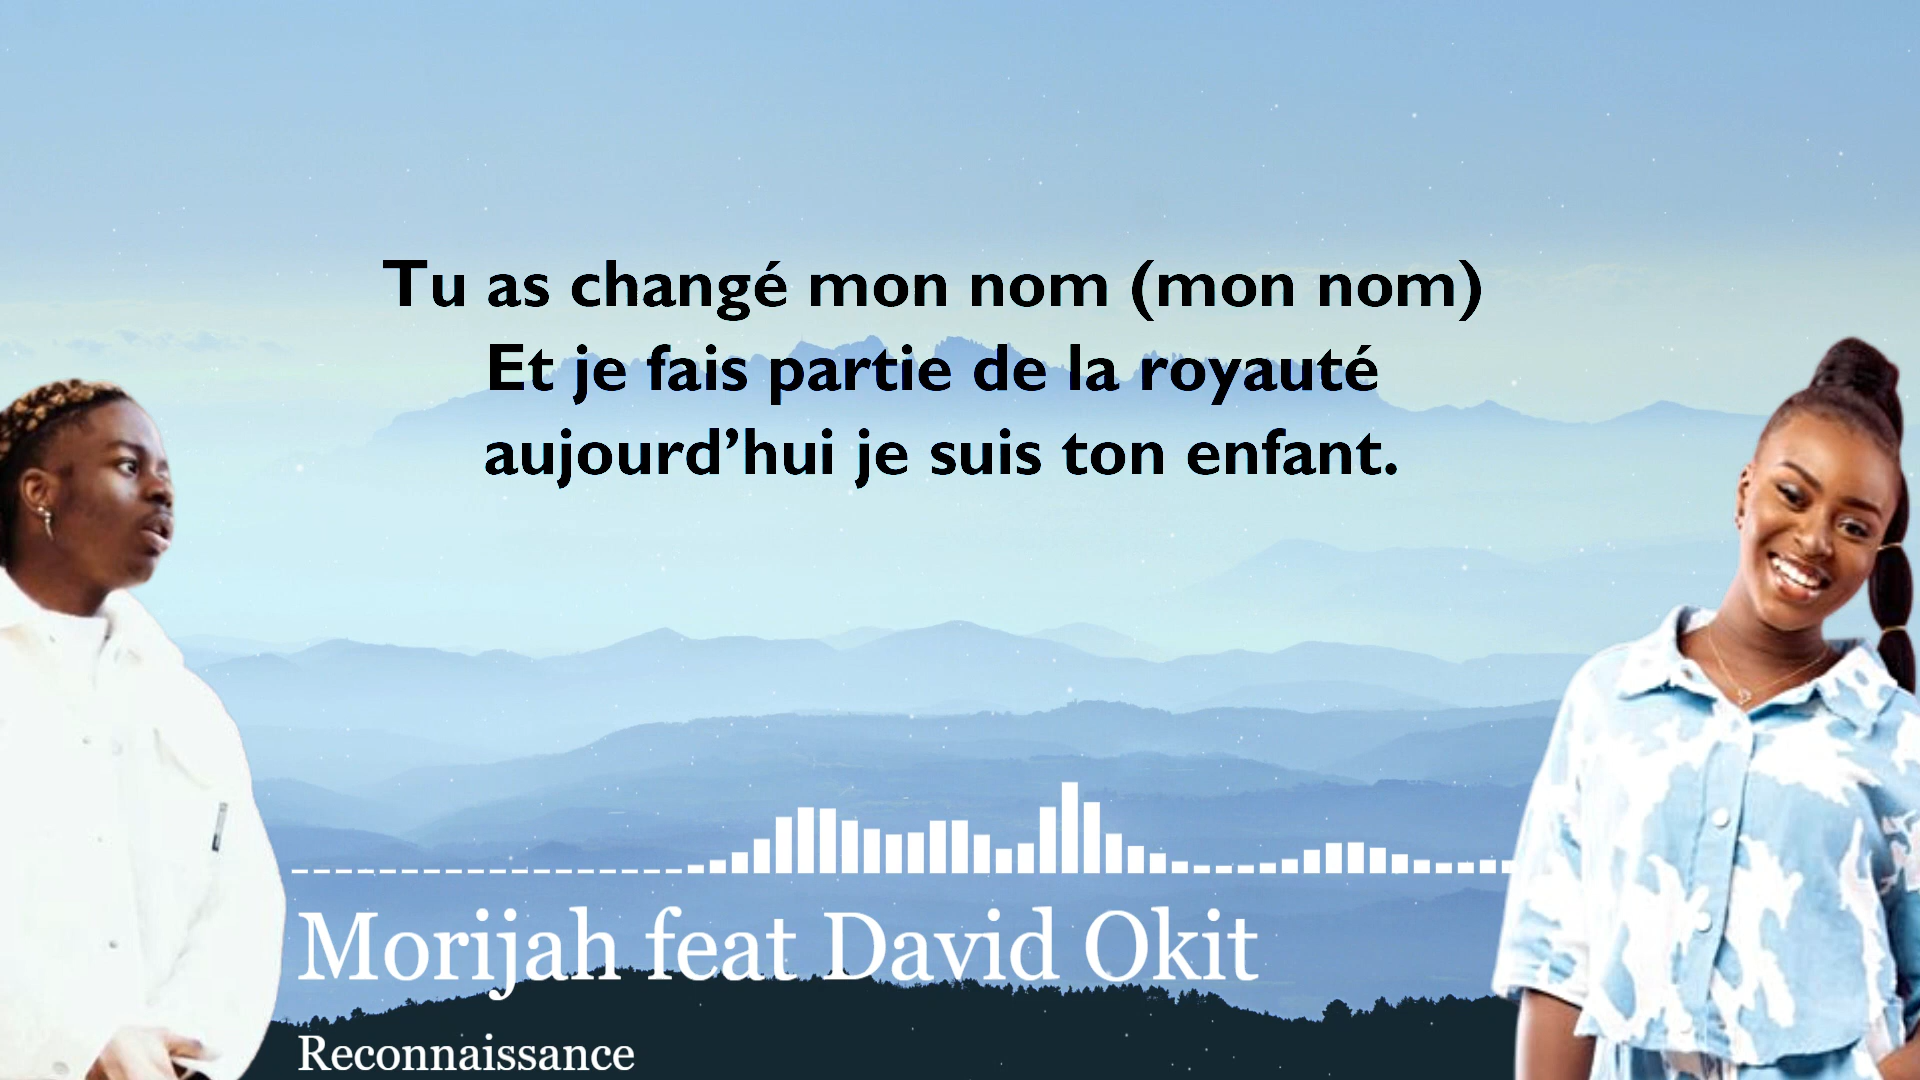 Tu as changé mon nom (mon nom)
Et je fais partie de la royauté
aujourd’hui je suis ton enfant.
Morijah feat David Okit
Reconnaissance